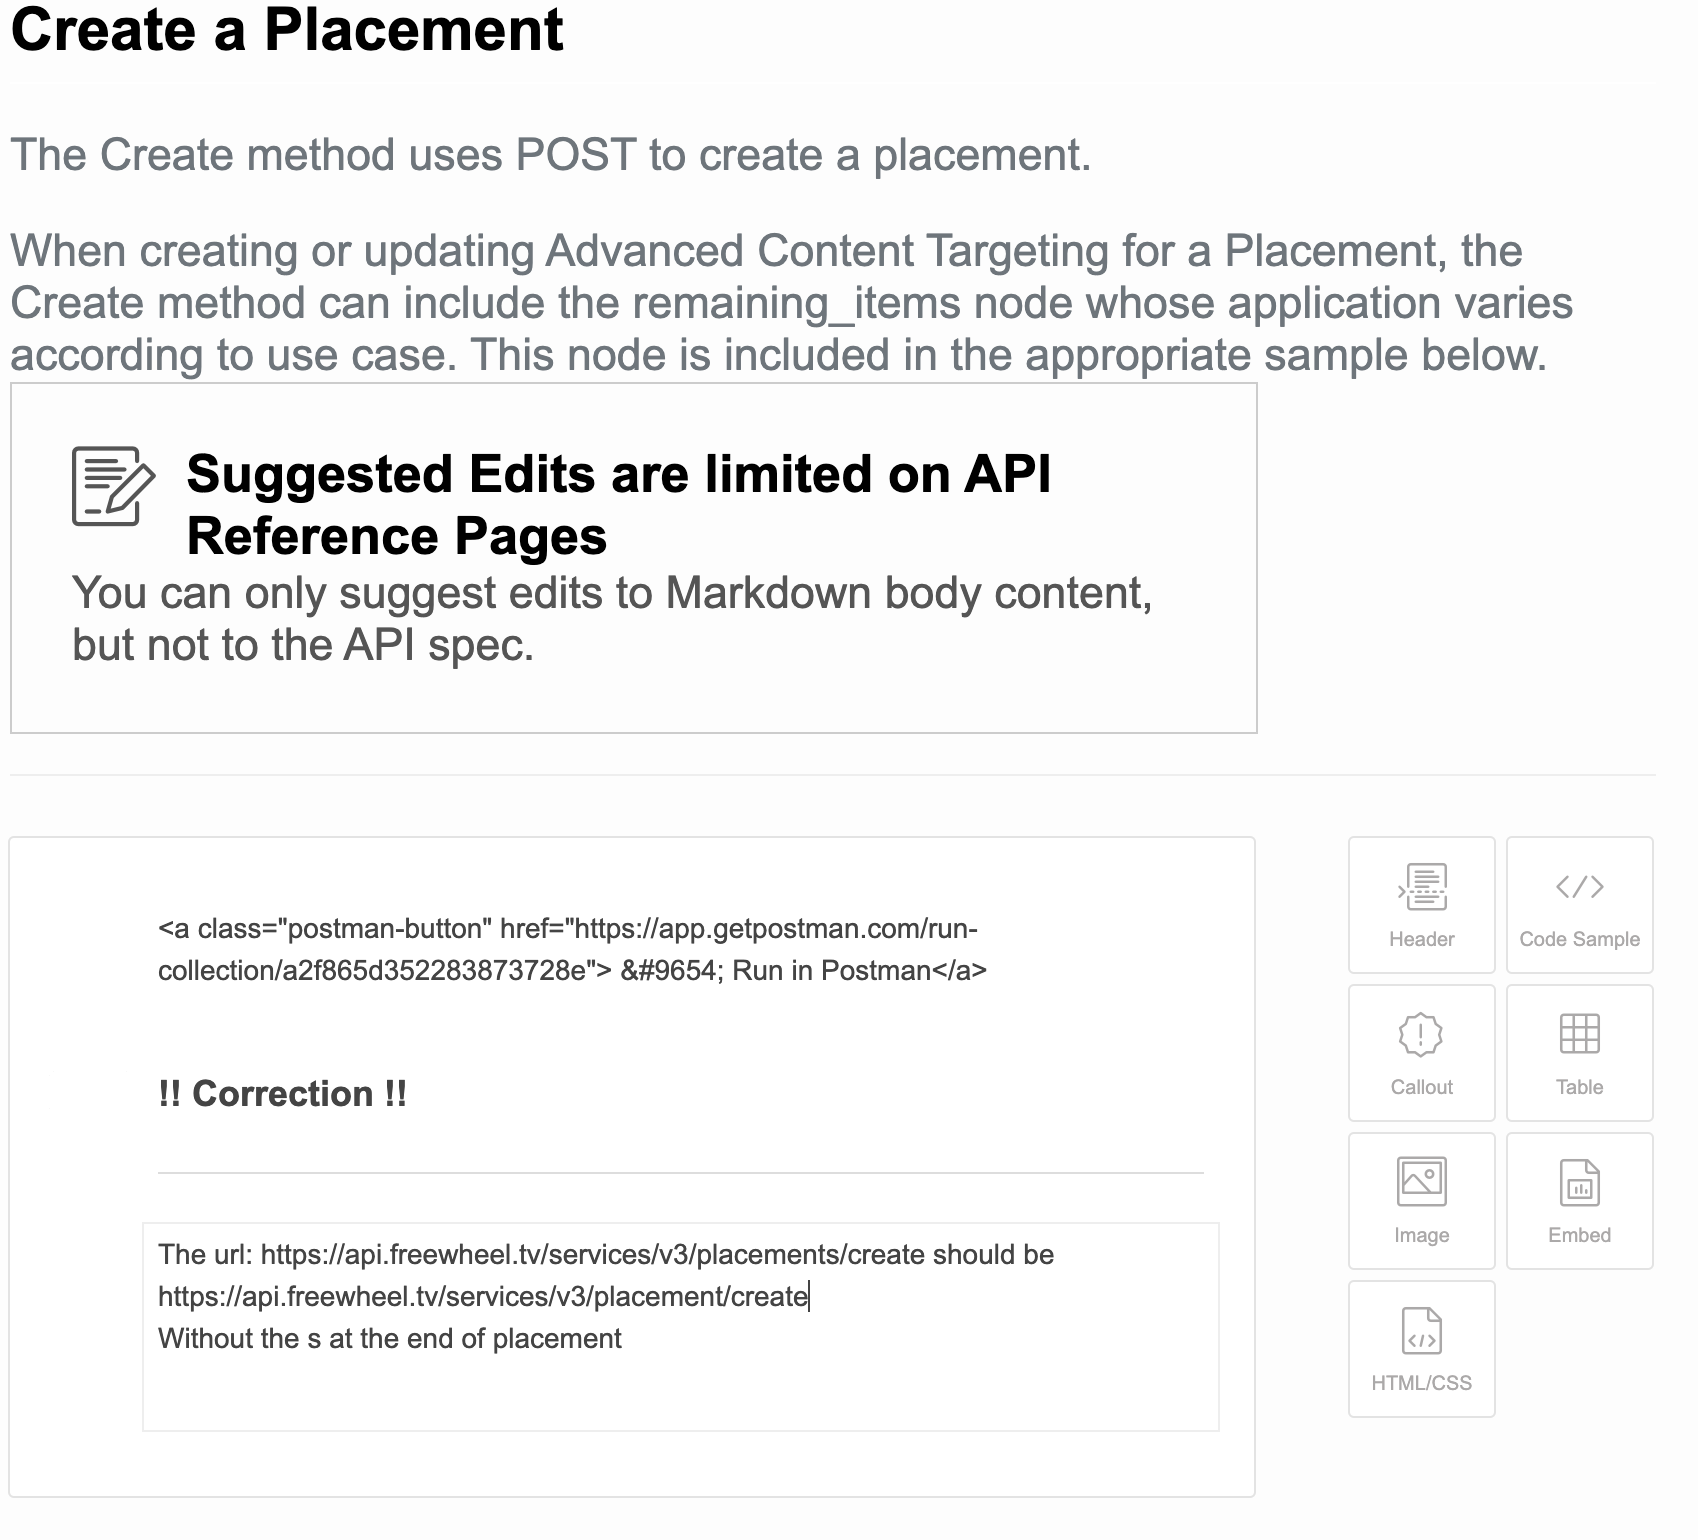 Create a Placement
The Create method uses POST to create a placement.
When creating or updating Advanced Content Targeting for a Placement, the
Create method can include the remaining_items node whose application varies
according to use case. This node is included in the appropriate sample below.
Suggested Edits are limited on API
Reference Pages
You can only suggest edits to Markdown body content,
but not to the API spec.
<a class="postman-button" href="https://app.getpostman.com/run-
collection/a2f865d352283873728e"> &#9654; Run in Postman</a>
!! Correction !!
The url: https://api.freewheel.tv/services/v3/placements/create should be
https://api.freewheel.tv/services/v3/placement/create
Without the s at the end of placement
Header
Code Sample
Callout
Table
Image
Embed
HTML/CSS